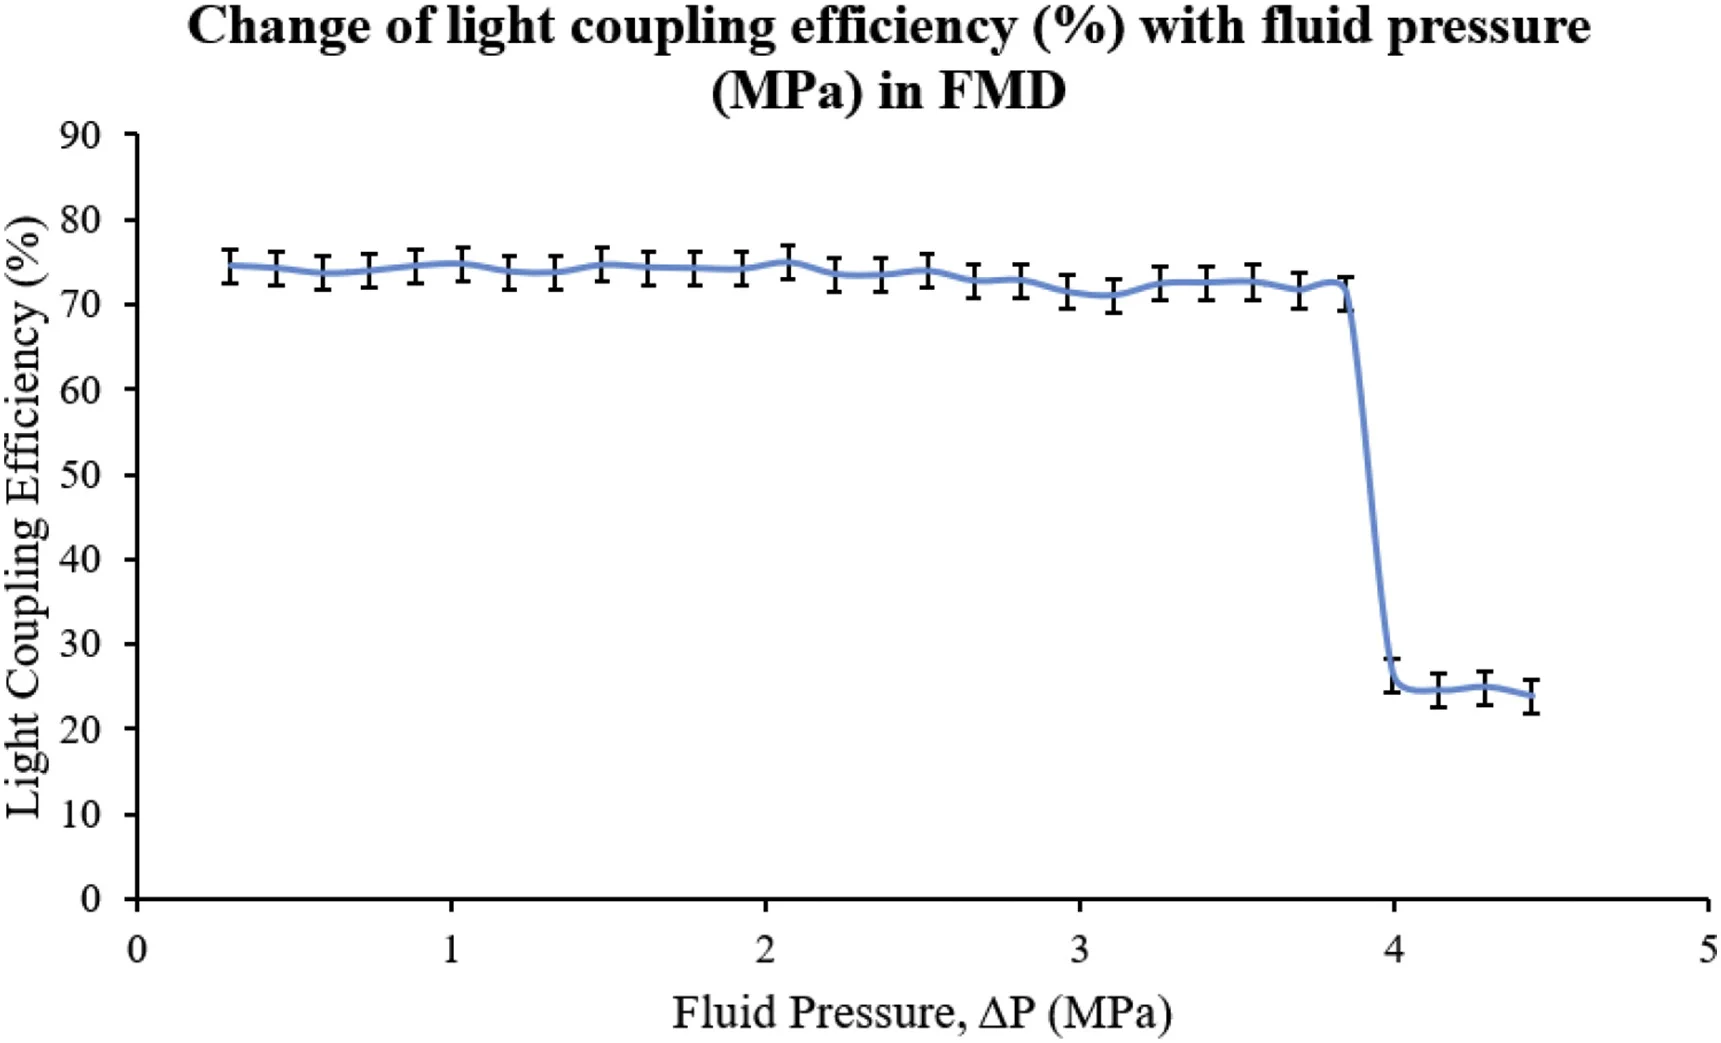 Change of light coupling efficiency (%) with fluid pressure
(MPa) in FMD
Light Coupling Efficiency (%)
90
80
70
60
50
40
30
20
10
0
0 1 2 3 4 5
Fluid Pressure, ΔP (MPa)